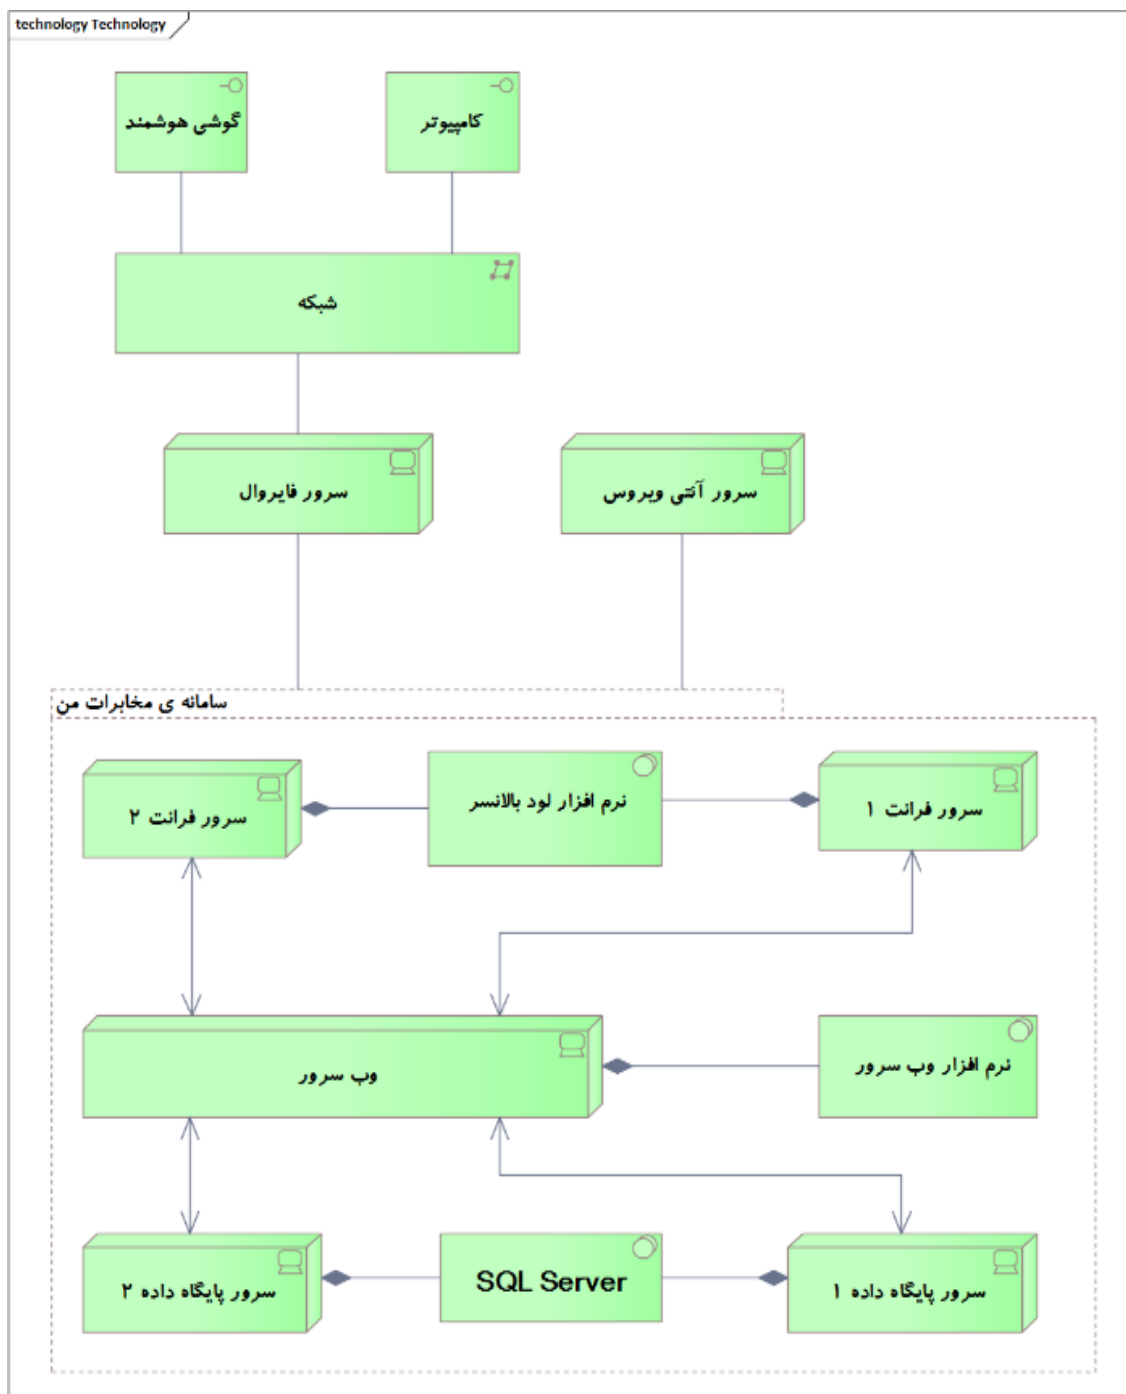 technology Technology
گوشی هوشمند
کامپیوتر
شبکه
سرور فایروال
سرور آنتی ویروس
سامانه ی مخابرات من
سرور فرانت ۲
نرم افزار لود بالانسر
سرور فرانت ۱
وب سرور
نرم افزار وب سرور
سرور پایگاه داده ۲
SQL Server
سرور پایگاه داده ۱